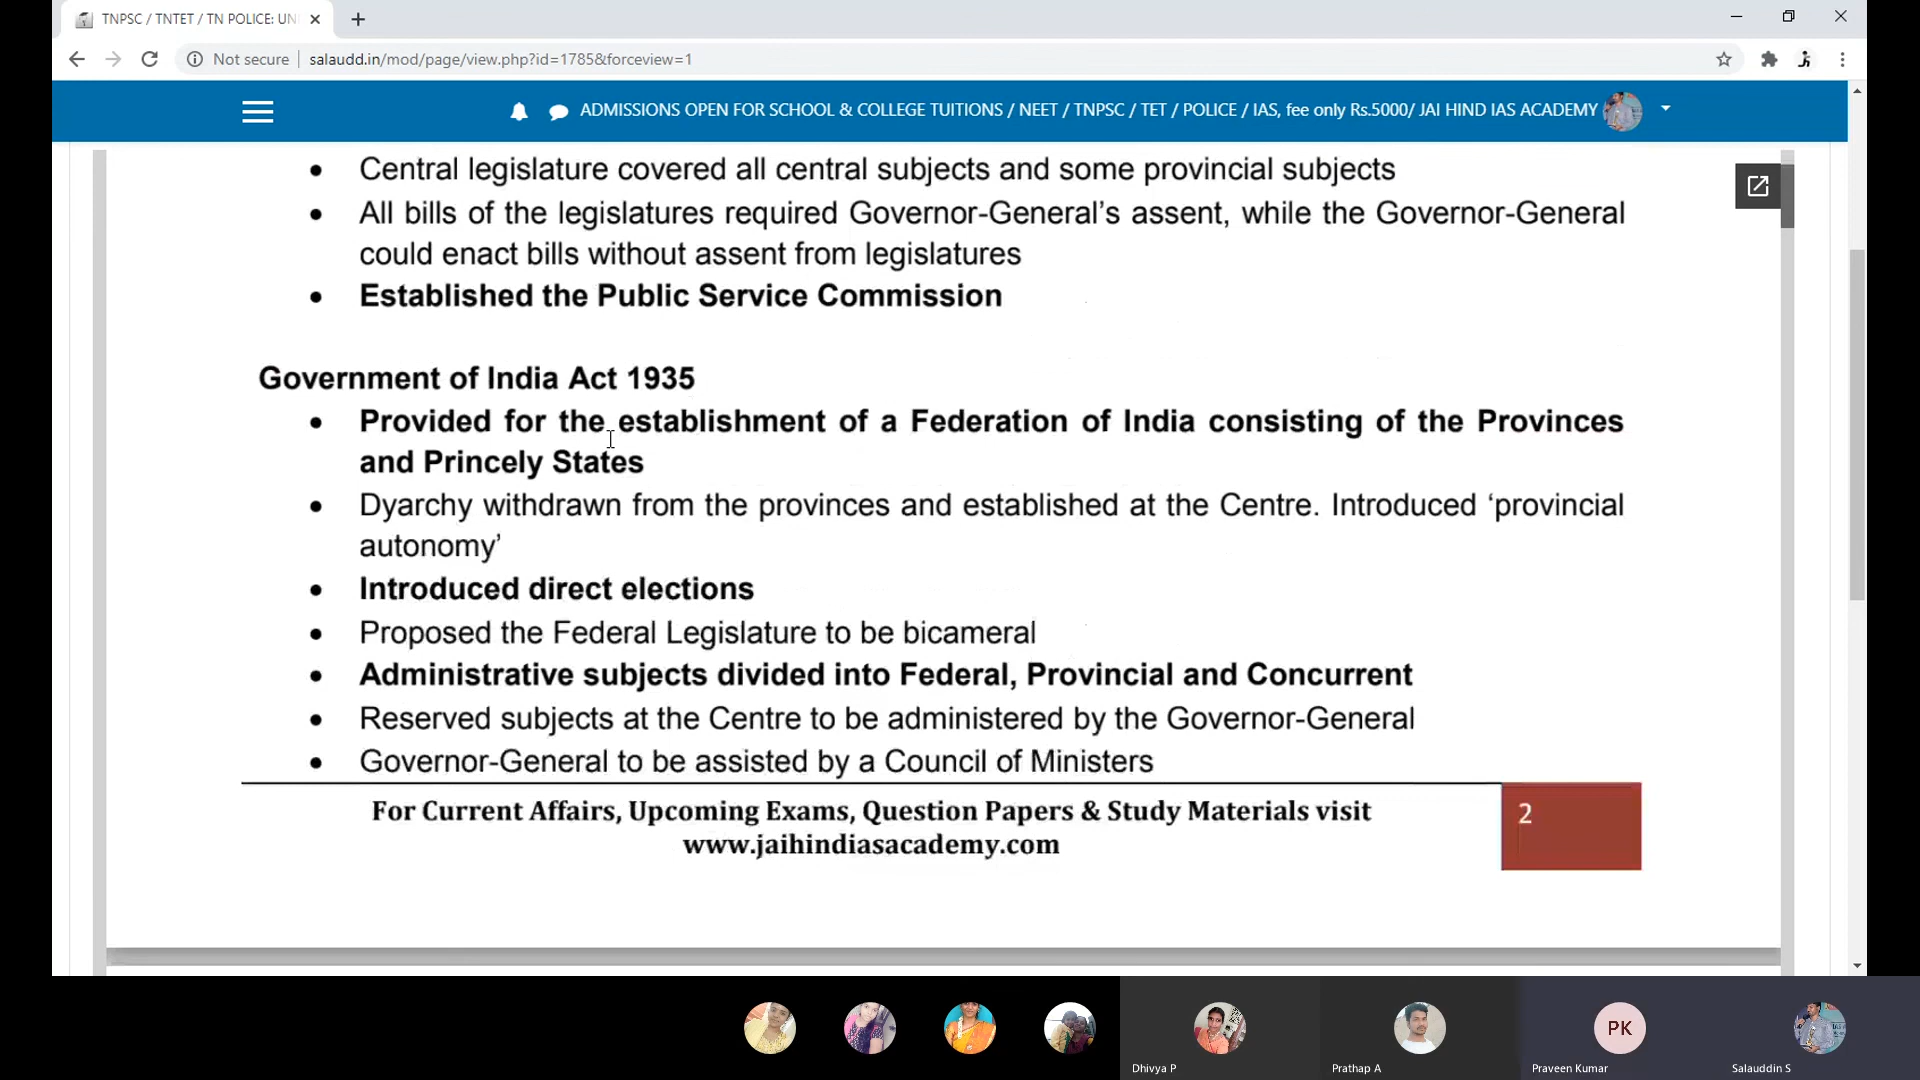 TNPSC / TNTET / TN POLICE: UN
Not secure
salaudd.in/mod/page/view.php?id=1785&forceview=1
ADMISSIONS OPEN FOR SCHOOL & COLLEGE TUITIONS / NEET / TNPSC / TET / POLICE / IAS, fee only Rs.5000/ JAI HIND IAS ACADEMY
• Central legislature covered all central subjects and some provincial subjects
• All bills of the legislatures required Governor-General's assent, while the Governor-General
could enact bills without assent from legislatures
• Established the Public Service Commission
Government of India Act 1935
• Provided for the establishment of a Federation of India consisting of the Provinces
and Princely States
• Dyarchy withdrawn from the provinces and established at the Centre. Introduced ‘provincial
autonomy’
• Introduced direct elections
• Proposed the Federal Legislature to be bicameral
• Administrative subjects divided into Federal, Provincial and Concurrent
• Reserved subjects at the Centre to be administered by the Governor-General
• Governor-General to be assisted by a Council of Ministers
For Current Affairs, Upcoming Exams, Question Papers & Study Materials visit
www.jaihindiasacademy.com
2
PK
Dhivya P
Prathap A
Praveen Kumar
Salauddin S